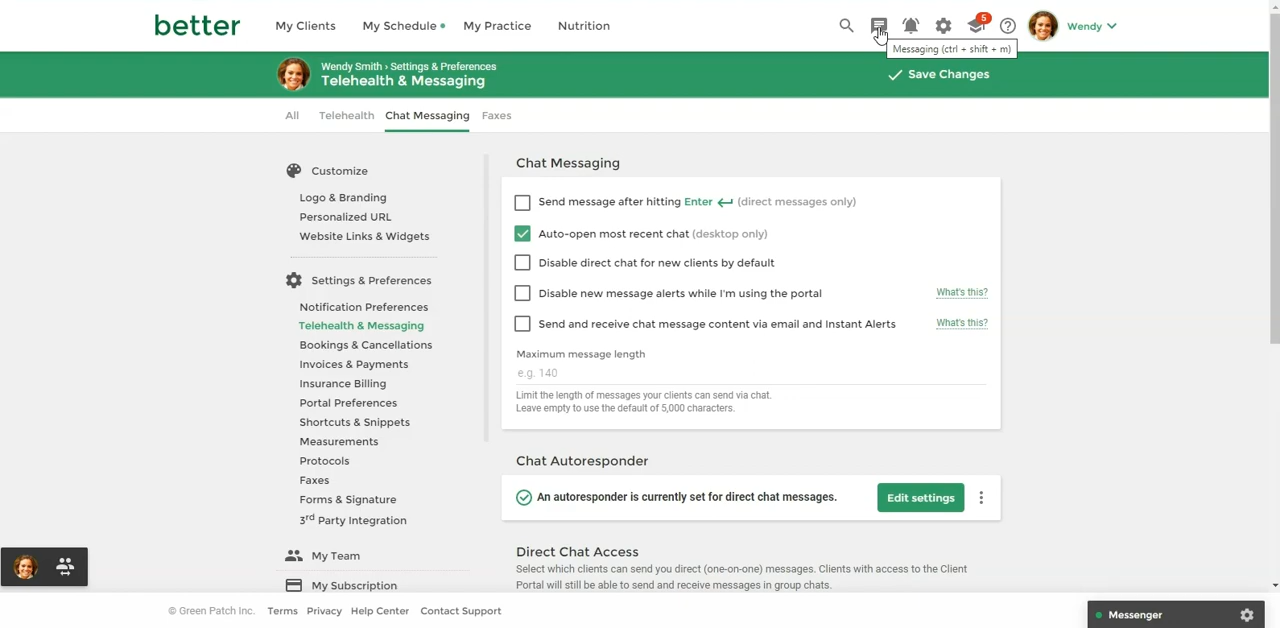 better
My Clients
My Schedule
My Practice
Nutrition
5
Wendy
Messaging (ctrl + shift + m)
Wendy Smith › Settings & Preferences
Telehealth & Messaging
Save Changes
All
Telehealth
Chat Messaging
Faxes
Customize
Logo & Branding
Personalized URL
Website Links & Widgets
Settings & Preferences
Notification Preferences
Telehealth & Messaging
Bookings & Cancellations
Invoices & Payments
Insurance Billing
Portal Preferences
Shortcuts & Snippets
Measurements
Protocols
Faxes
Forms & Signature
3rd Party Integration
My Team
My Subscription
Chat Messaging
Send message after hitting Enter (direct messages only)
Auto-open most recent chat (desktop only)
Disable direct chat for new clients by default
Disable new message alerts while I'm using the portal
What's this?
Send and receive chat message content via email and Instant Alerts
What's this?
Maximum message length
e.g. 140
Limit the length of messages your clients can send via chat.
Leave empty to use the default of 5,000 characters.
Chat Autoresponder
An autoresponder is currently set for direct chat messages.
Edit settings
Direct Chat Access
Select which clients can send you direct (one-on-one) messages. Clients with access to the Client
Portal will still be able to send and receive messages in group chats.
© Green Patch Inc.
Terms
Privacy
Help Center
Contact Support
Messenger